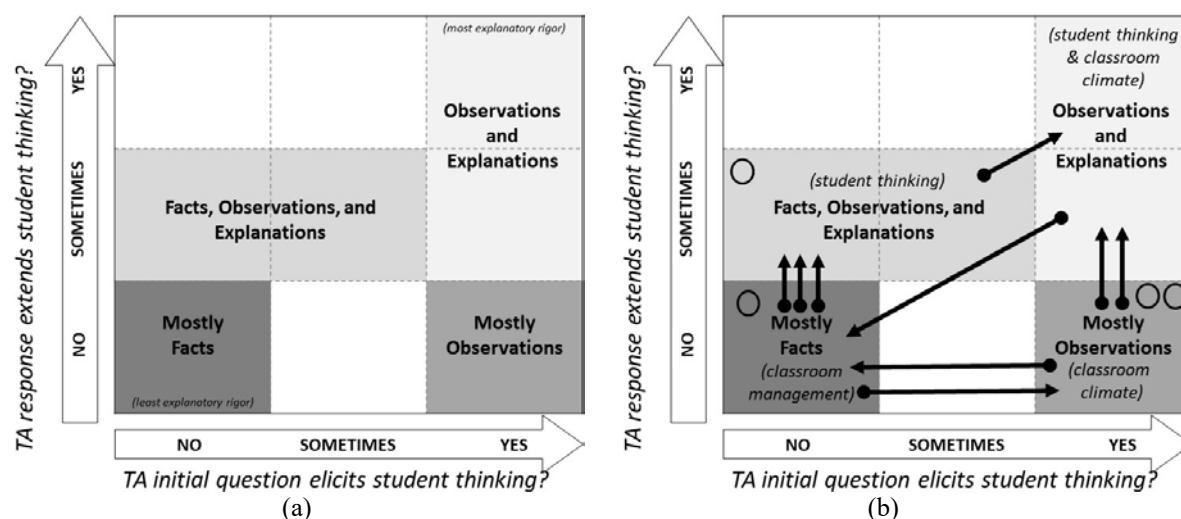 TA response extends student thinking?
YES
SOMETIMES
NO
(most explanatory rigor)
Observations
and
Explanations
Facts, Observations, and
Explanations
Mostly
Facts
(least explanatory rigor)
Mostly
Observations
NO
SOMETIMES
YES
TA initial question elicits student thinking?
(a)
TA response extends student thinking?
YES
SOMETIMES
NO
(student thinking
& classroom
climate)
Observations
and
Explanations
(student thinking)
Facts, Observations, and
Explanations
Mostly
Facts
(classroom
management)
Mostly
Observations
(classroom
climate)
NO
SOMETIMES
YES
TA initial question elicits student thinking?
(b)